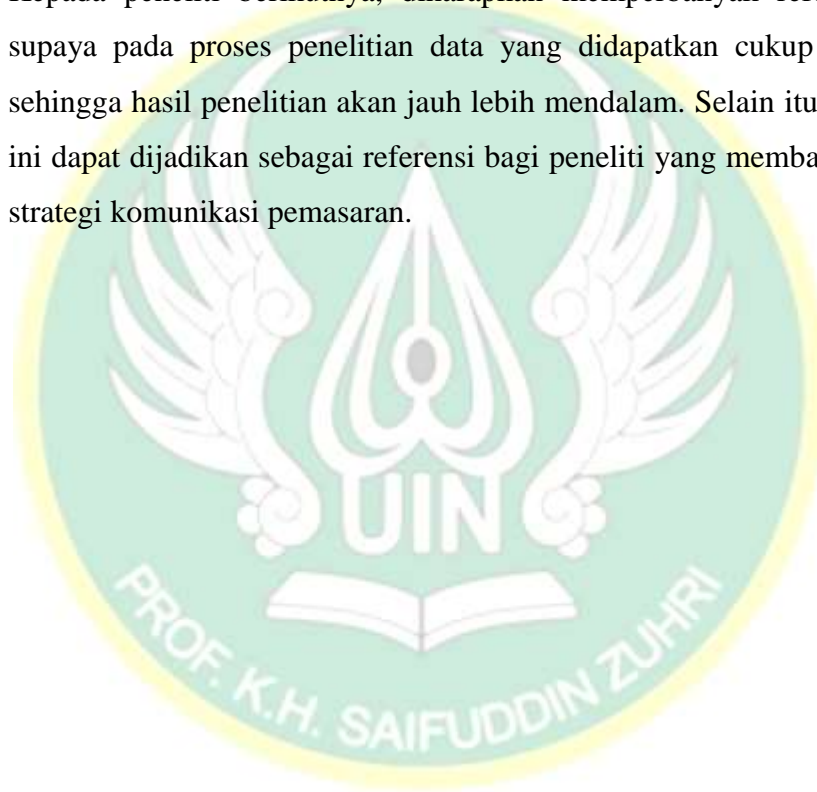 supaya pada proses penelitian data yang didapatkan cukup
sehingga hasil penelitian akan jauh lebih mendalam. Selain itu
ini dapat dijadikan sebagai referensi bagi peneliti yang memba
strategi komunikasi pemasaran.
UIN
PROF. K.H. SAIFUDDIN ZUHRI